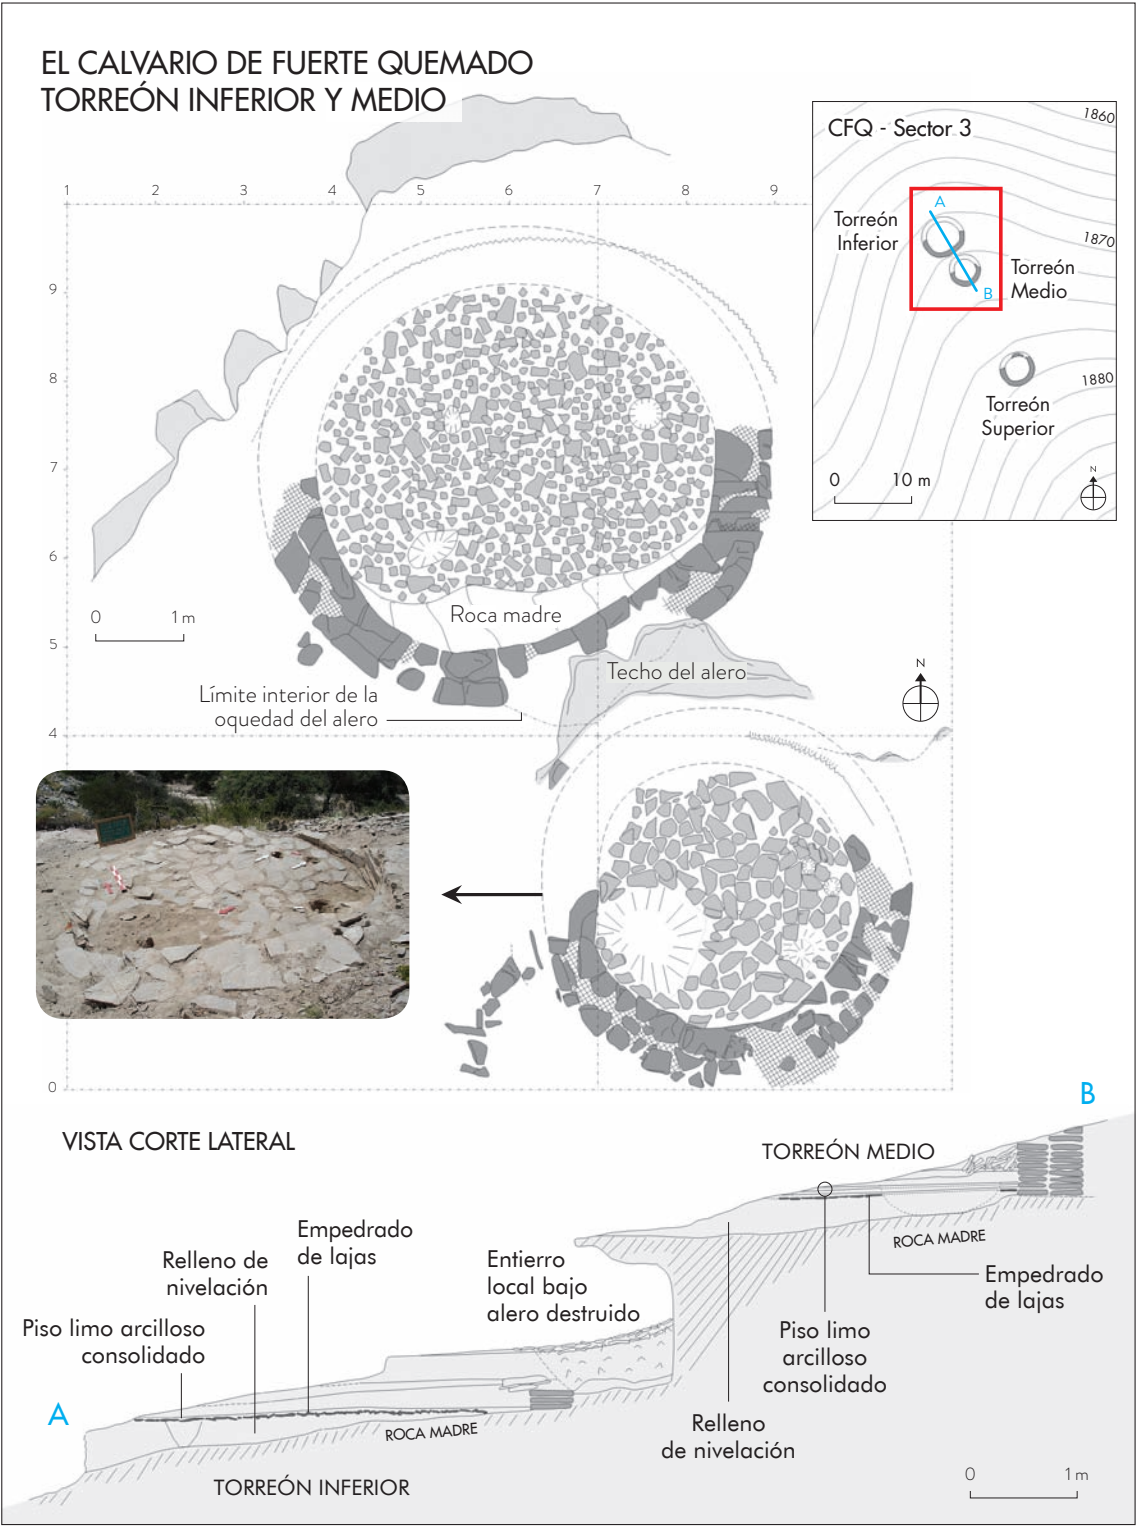 EL CALVARIO DE FUERTE QUEMADO
TORREÓN INFERIOR Y MEDIO
CFQ - Sector 3
1860
A
Torreón
Inferior
1870
Torreón
Medio
B
1880
Torreón
Superior
0 10 m
N
1 2 3 4 5 6 7 8 9
9
8
7
6
5
4
0
0 1 m
Roca madre
Techo del alero
Límite interior de la
oquedad del alero
N
B
VISTA CORTE LATERAL
TORREÓN MEDIO
Empedrado
de lajas
Relleno de
nivelación
Entierro
local bajo
alero destruido
ROCA MADRE
Empedrado
de lajas
Piso limo arcilloso
consolidado
Piso limo
arcilloso
consolidado
A
ROCA MADRE
Relleno
de nivelación
TORREÓN INFERIOR
0 1 m